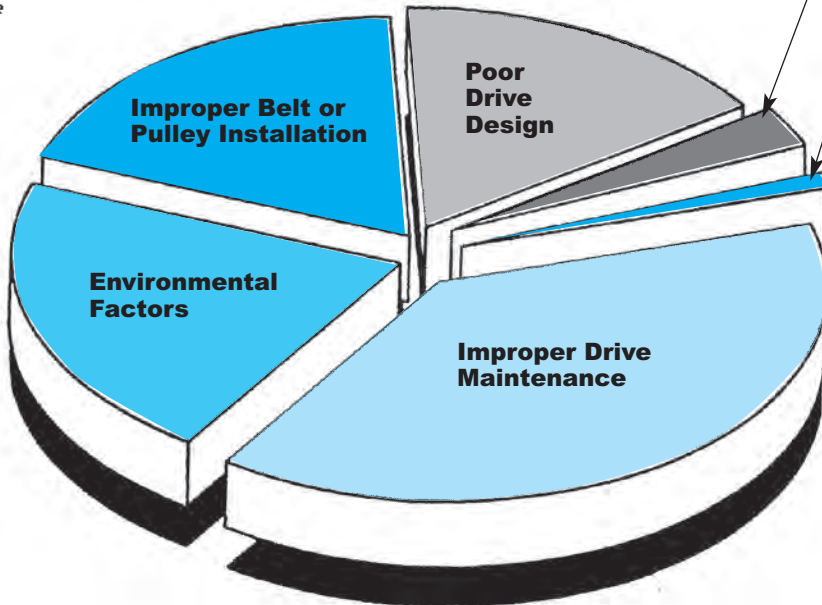 e
Improper Belt or
Pulley Installation
Poor
Drive
Design
Environmental
Factors
Improper Drive
Maintenance